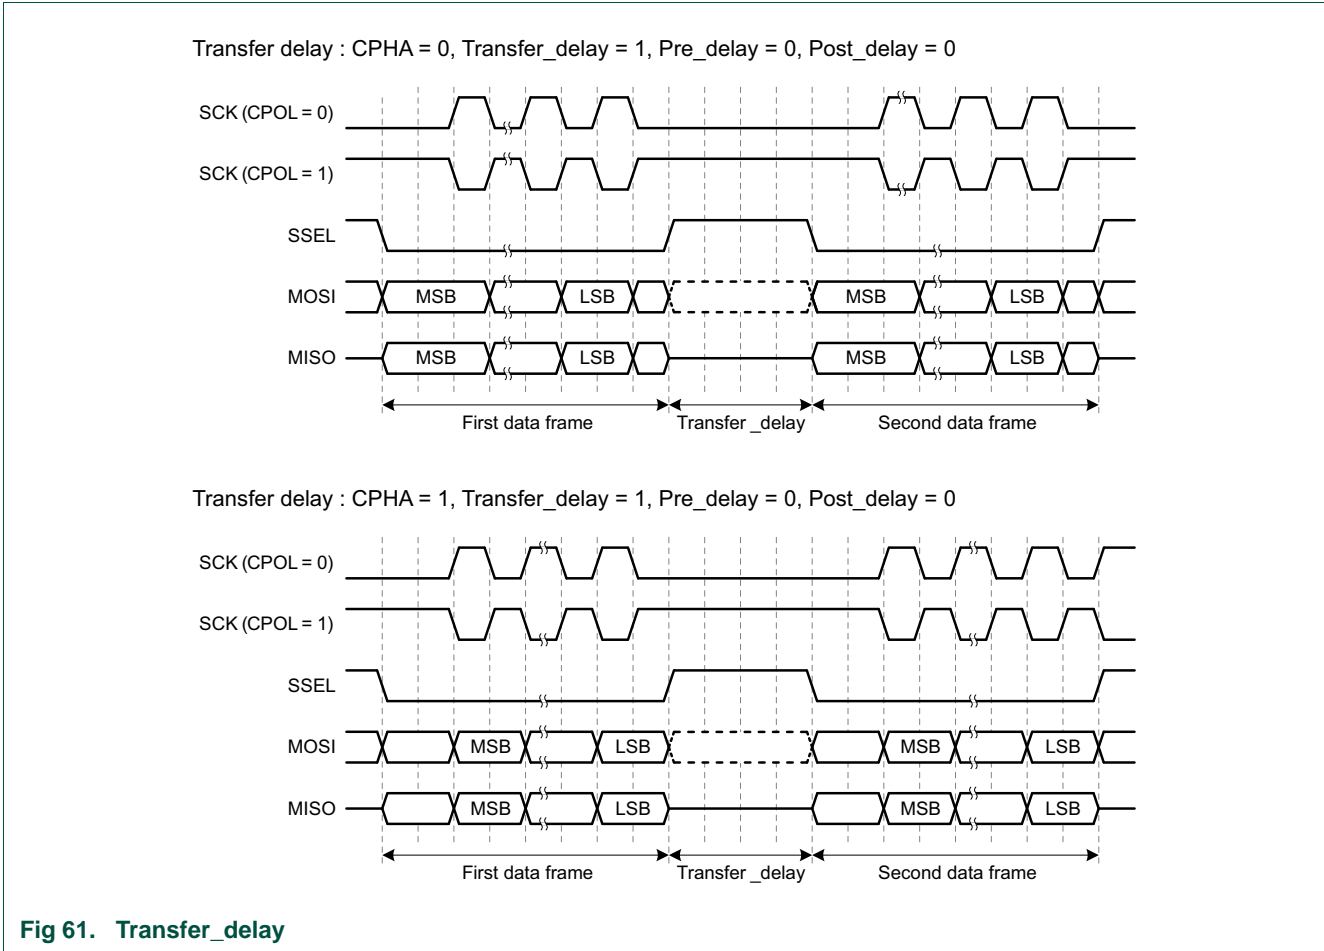 Transfer delay : CPHA = 0, Transfer_delay = 1, Pre_delay = 0, Post_delay = 0
SCK (CPOL = 0)
SCK (CPOL = 1)
SSEL
MOSI MSB LSB MSB LSB
MISO MSB LSB MSB LSB
First data frame Transfer _delay Second data frame
Transfer delay : CPHA = 1, Transfer_delay = 1, Pre_delay = 0, Post_delay = 0
SCK (CPOL = 0)
SCK (CPOL = 1)
SSEL
MOSI MSB LSB MSB LSB
MISO MSB LSB MSB LSB
First data frame Transfer _delay Second data frame
Fig 61. Transfer_delay